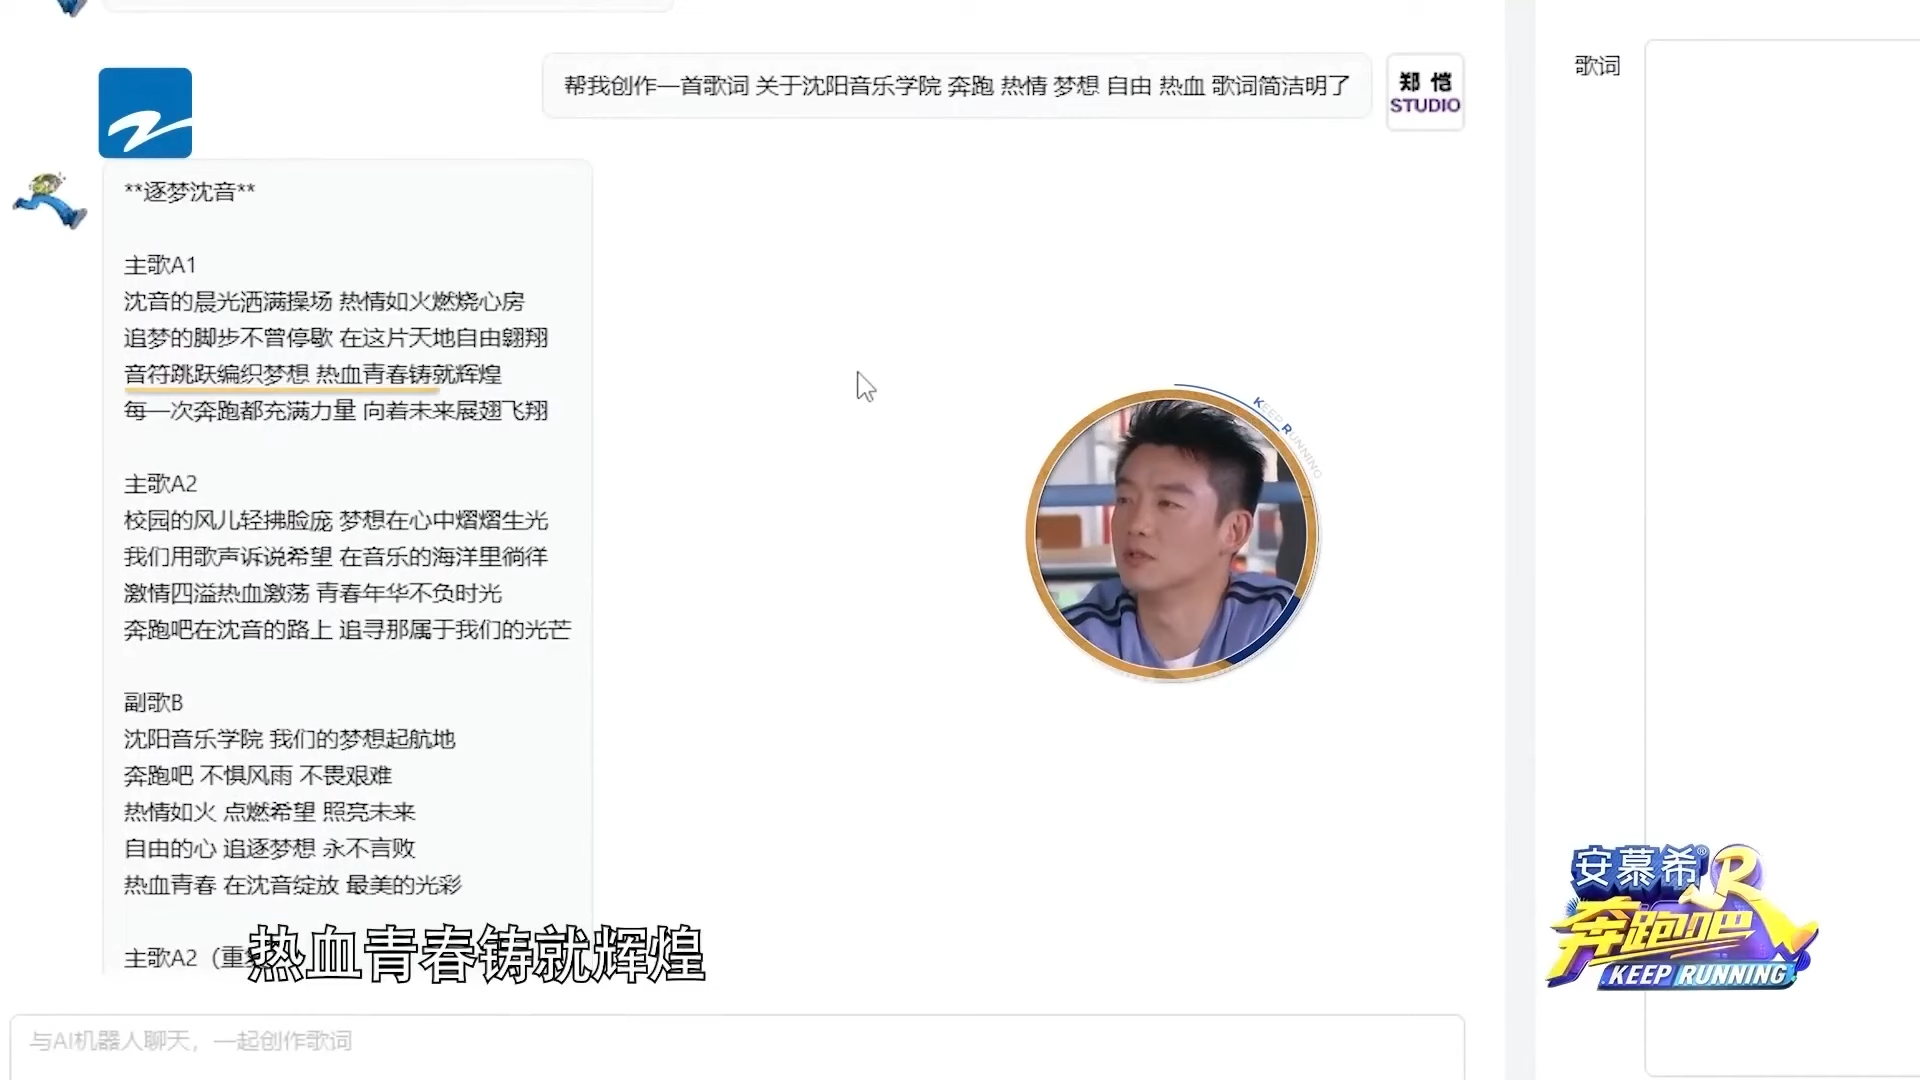 帮我创作一首歌词 关于沈阳音乐学院 奔跑 热情 梦想 自由 热血 歌词简洁明了
郑 恺
STUDIO
歌词
**逐梦沈音**
主歌A1
沈音的晨光洒满操场 热情如火燃烧心房
追梦的脚步不曾停歇 在这片天地自由翱翔
音符跳跃编织梦想 热血青春铸就辉煌
每一次奔跑都充满力量 向着未来展翅飞翔
主歌A2
校园的风儿轻拂脸庞 梦想在心中熠熠生光
我们用歌声诉说希望 在音乐的海洋里徜徉
激情四溢热血激荡 青春年华不负时光
奔跑吧在沈音的路上 追寻那属于我们的光芒
副歌B
沈阳音乐学院 我们的梦想起航地
奔跑吧 不惧风雨 不畏艰难
热情如火 点燃希望 照亮未来
自由的心 追逐梦想 永不言败
热血青春 在沈音绽放 最美的光彩
主歌A2（重
热血青春铸就辉煌
与AI机器人聊天，一起创作歌词
KEEP RUNNING
安慕希®
R
奔跑吧
KEEP RUNNING